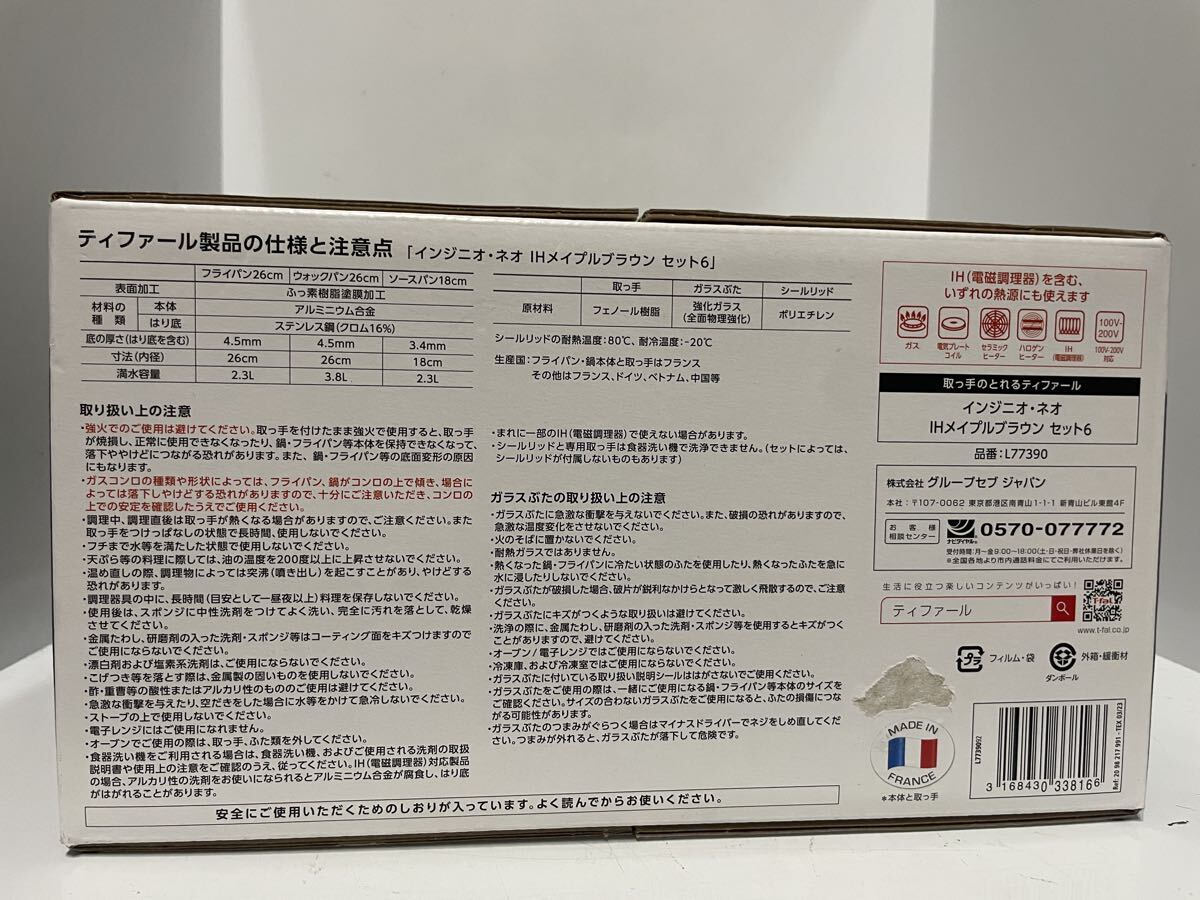 ティファール製品の仕様と注意点「インジニオ・ネオ IHメイプルブラウン セット6」
フライパン26cm ウォックパン26cm ソースパン18cm
表面加工 ふっ素樹脂塗膜加工
材料の種類 本体 アルミニウム合金
はり底 ステンレス鋼(クロム16%)
底の厚さ(はり底を含む) 4.5mm 4.5mm 3.4mm
寸法(内径) 26cm 26cm 18cm
満水容量 2.3L 3.8L 2.3L
取り扱い上の注意
・強火でのご使用は避けてください。取っ手を付けたまま強火で使用すると、取っ手
が焼損し、正常に使用できなくなったり、鍋・フライパン等本体を保持できなくなって、
落下ややけどにつながる恐れがあります。また、鍋・フライパン等の底面変形の原因
にもなります。
・ガスコンロの種類や形状によっては、フライパン、鍋がコンロの上で傾き、場合に
よっては落下しやけどする恐れがありますので、十分にご注意いただき、コンロの
上での安定を確認したうえでご使用ください。
・調理中、調理直後は取っ手が熱くなる場合がありますので、ご注意ください。また
取っ手をつけっぱなしの状態で長時間、使用しないでください。
・フチまで水等を満たした状態で使用しないでください。
・天ぷら等の料理に際しては、油の温度を200度以上に上昇させないでください。
・温め直しの際、調理物によっては突沸(噴き出し)を起こすことがあり、やけどする
恐れがあります。
・調理器具の中に、長時間(目安として一昼夜以上)料理を保存しないでください。
・使用後は、スポンジに中性洗剤をつけてよく洗い、完全に汚れを落として、乾燥
させてください。
・金属たわし、研磨剤の入った洗剤・スポンジ等はコーティング面をキズつけますので
ご使用にならないでください。
・漂白剤および塩素系洗剤は、ご使用にならないでください。
・こげつき等を落とす際は、金属製の固いものを使用しないでください。
・酢・重曹等の酸性またはアルカリ性のもののご使用は避けてください。
・急激な衝撃を与えたり、空だきをした場合に水等をかけて急冷しないでください。
・ストーブの上で使用しないでください。
・電子レンジにはご使用になれません。
・オーブンでご使用の際は、取っ手、ふた類を外してください。
・食器洗い機をご利用される場合は、食器洗い機、およびご使用される洗剤の取扱
説明書や使用上の注意をご確認のうえ、従ってください。IH(電磁調理器)対応製品
の場合、アルカリ性の洗剤をお使いになられるとアルミニウム合金が腐食し、はり底
がはがれることがあります。
取っ手 ガラスぶた シールリッド
原材料 フェノール樹脂 強化ガラス(全面物理強化) ポリエチレン
シールリッドの耐熱温度:80℃、耐冷温度:-20℃
生産国:フライパン・鍋本体と取っ手はフランス
その他はフランス、ドイツ、ベトナム、中国等
・まれに一部のIH(電磁調理器)で使えない場合があります。
・シールリッドと専用取っ手は食器洗い機で洗浄できません。(セットによっては、
シールリッドが付属しないものもあります)
ガラスぶたの取り扱い上の注意
・ガラスぶたに急激な衝撃を与えないでください。また、破損の恐れがありますので、
急激な温度変化をさせないでください。
・火のそばに置かないでください。
・耐熱ガラスではありません。
・熱くなった鍋・フライパンに冷たい状態のふたを使用したり、熱くなったふたを急に
水に浸したりしないでください。
・ガラスぶたが破損した場合、破片が鋭利なかけらとなって激しく飛散するので、ご注意
ください。
・ガラスぶたにキズがつくような取り扱いは避けてください。
・洗浄の際に、金属たわし、研磨剤の入った洗剤・スポンジ等を使用するとキズがつく
ことがありますので、避けてください。
・オーブン/電子レンジではご使用にならないでください。
・冷凍庫、および冷凍室ではご使用にならないでください。
・ガラスぶたに付いている取り扱い説明シールははがさないでご使用ください。
・ガラスぶたをご使用の際は、一緒にご使用になる鍋・フライパン等本体のサイズを
ご確認ください。サイズの合わないガラスぶたをご使用になると、ふたの損傷につな
がる可能性があります。
・ガラスぶたのつまみがぐらつく場合はマイナスドライバーでネジをしめ直してくだ
さい。つまみが外れると、ガラスぶたが落下して危険です。
安全にご使用いただくためのしおりが入っています。よく読んでからお使いください。
IH(電磁調理器)を含む、
いずれの熱源にも使えます
ガス 電気プレートコイル セラミックヒーター ハロゲンヒーター IH(電磁調理器) 100V-200V 100V-200V対応
取っ手のとれるティファール
インジニオ・ネオ
IHメイプルブラウン セット6
品番:L77390
株式会社 グループセブ ジャパン
本社:〒107-0062 東京都港区南青山1-1-1 新青山ビル東館4F
お客様相談センター ナビダイヤル 0570-077772
受付時間:月ー金9:00〜18:00(土・日・祝日・弊社休業日を除く)
※全国各地より市内通話料金にてご利用いただけます。
生活に役立つ楽しいコンテンツがいっぱい!
ティファール
T-fal
www.t-fal.co.jp
プラ フィルム・袋
ダンボール 外箱・緩衝材
MADE IN
FRANCE
*本体と取っ手
L7739092
3 168430 338166
Ref: 20 98 217 991 - TEX 03/23